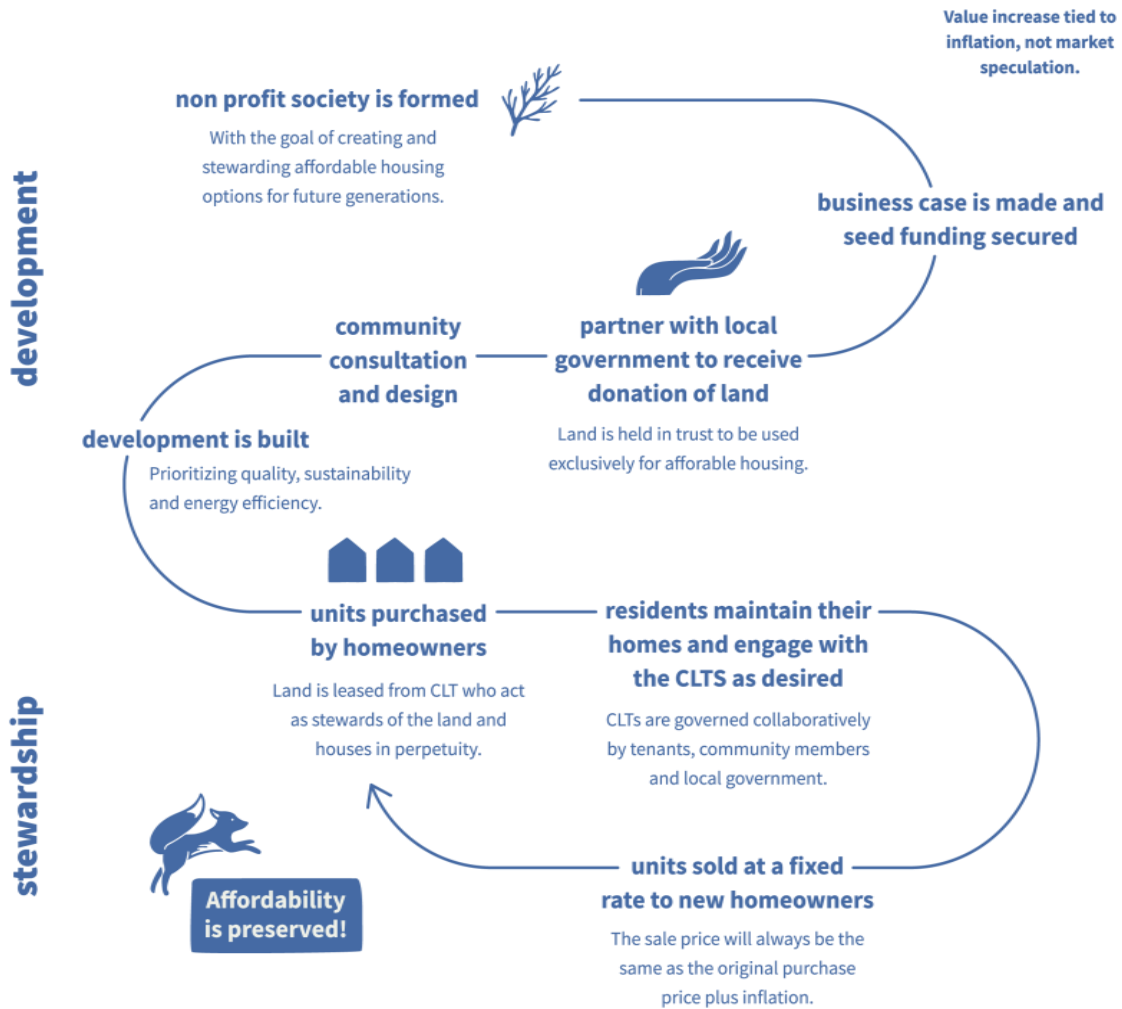 Value increase tied to
inflation, not market
speculation.
non profit society is formed
With the goal of creating and
stewarding affordable housing
options for future generations.
business case is made and
seed funding secured
development
partner with local
government to receive
donation of land
Land is held in trust to be used
exclusively for afforable housing.
community
consultation
and design
development is built
Prioritizing quality, sustainability
and energy efficiency.
units purchased
by homeowners
Land is leased from CLT who act
as stewards of the land and
houses in perpetuity.
residents maintain their
homes and engage with
the CLTS as desired
CLTs are governed collaboratively
by tenants, community members
and local government.
stewardship
units sold at a fixed
rate to new homeowners
The sale price will always be the
same as the original purchase
price plus inflation.
Affordability
is preserved!